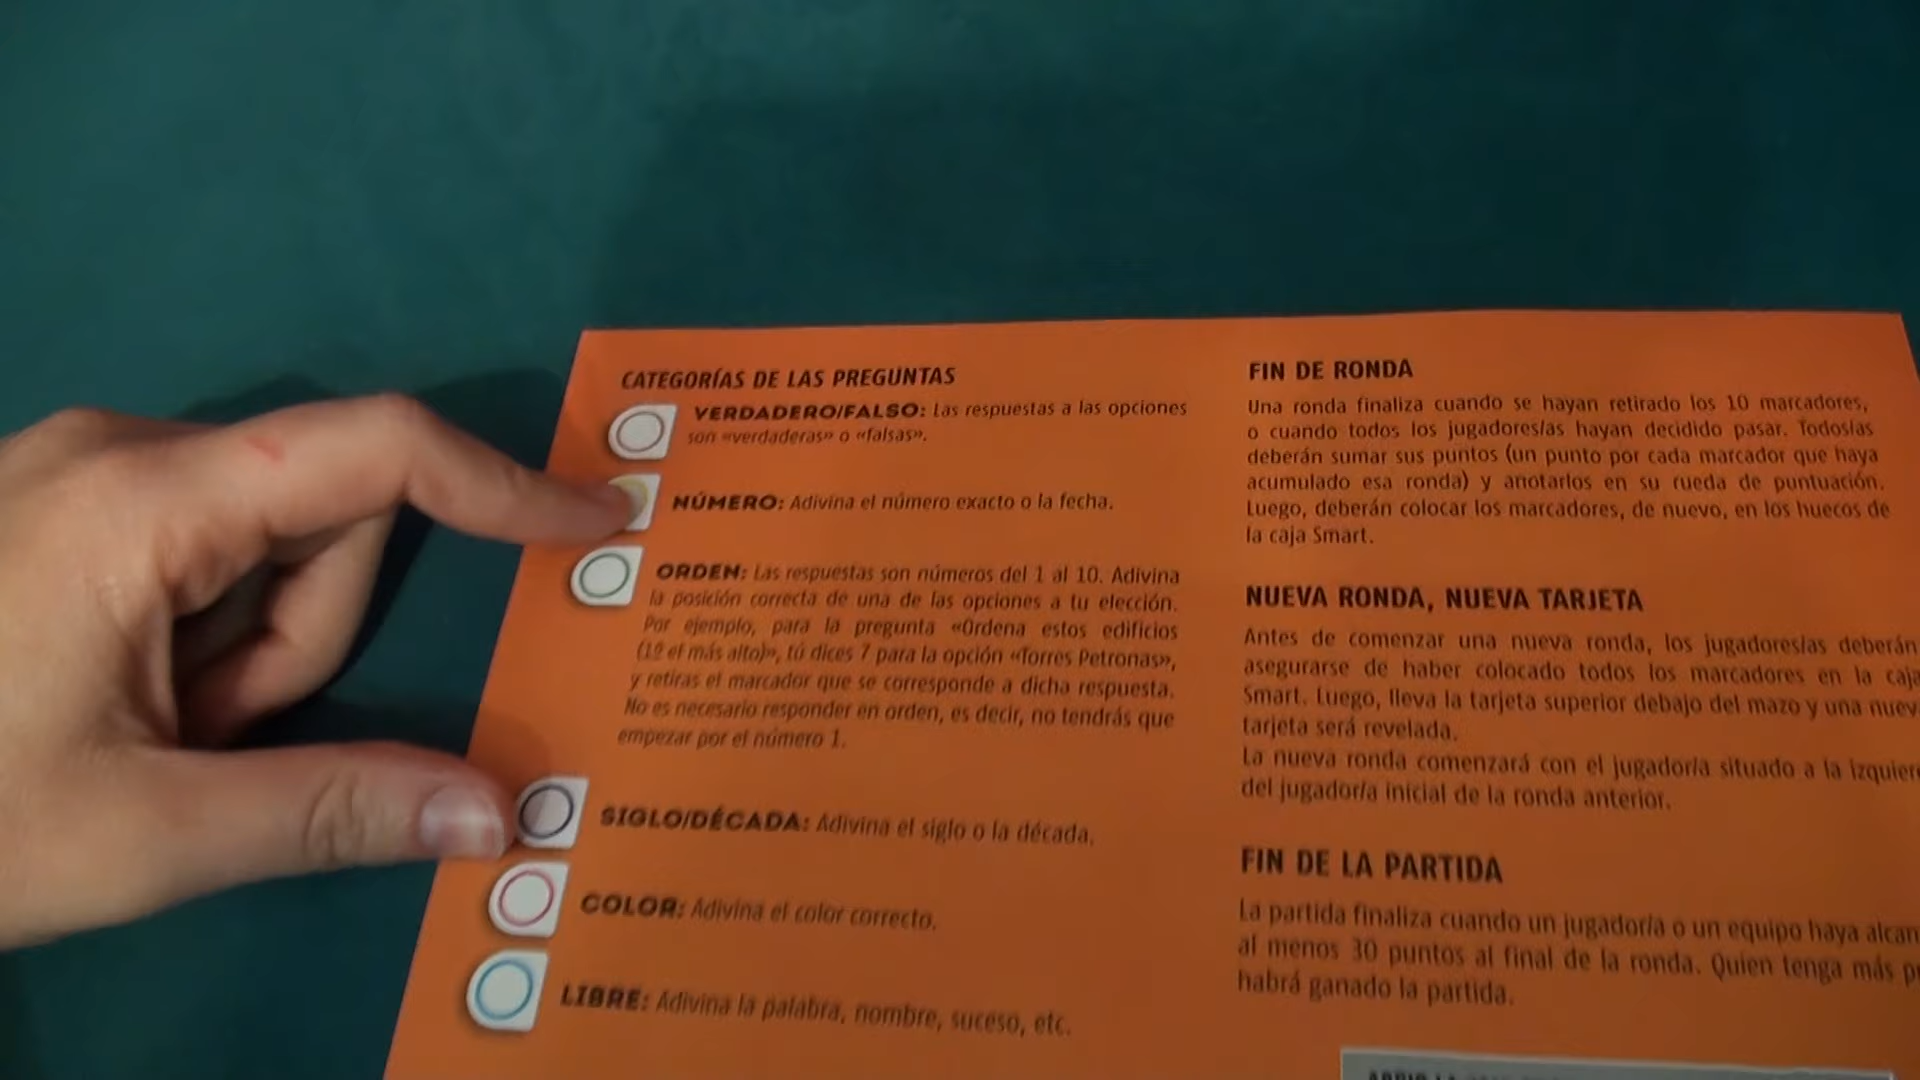 CATEGORÍAS DE LAS PREGUNTAS
VERDADERO/FALSO: Las respuestas a las opciones
son «verdaderas» o «falsas».
NÚMERO: Adivina el número exacto o la fecha.
ORDEN: Las respuestas son números del 1 al 10. Adivina
la posición correcta de una de las opciones a tu elección.
Por ejemplo, para la pregunta «Ordena estos edificios
(1º el más alto)», tú dices 7 para la opción «Torres Petronas»,
y retiras el marcador que se corresponde a dicha respuesta.
No es necesario responder en orden, es decir, no tendrás que
empezar por el número 1.
SIGLO/DÉCADA: Adivina el siglo o la década.
COLOR: Adivina el color correcto.
LIBRE: Adivina la palabra, nombre, suceso, etc.
FIN DE RONDA
Una ronda finaliza cuando se hayan retirado los 10 marcadores,
o cuando todos los jugadores/as hayan decidido pasar. Todos/as
deberán sumar sus puntos (un punto por cada marcador que haya
acumulado esa ronda) y anotarlos en su rueda de puntuación.
Luego, deberán colocar los marcadores, de nuevo, en los huecos de
la caja Smart.
NUEVA RONDA, NUEVA TARJETA
Antes de comenzar una nueva ronda, los jugadores/as deberán
asegurarse de haber colocado todos los marcadores en la caja
Smart. Luego, lleva la tarjeta superior debajo del mazo y una nuev
tarjeta será revelada.
La nueva ronda comenzará con el jugador/a situado a la izquier
del jugador/a inicial de la ronda anterior.
FIN DE LA PARTIDA
La partida finaliza cuando un jugador/a o un equipo haya alcan
al menos 30 puntos al final de la ronda. Quien tenga más p
habrá ganado la partida.